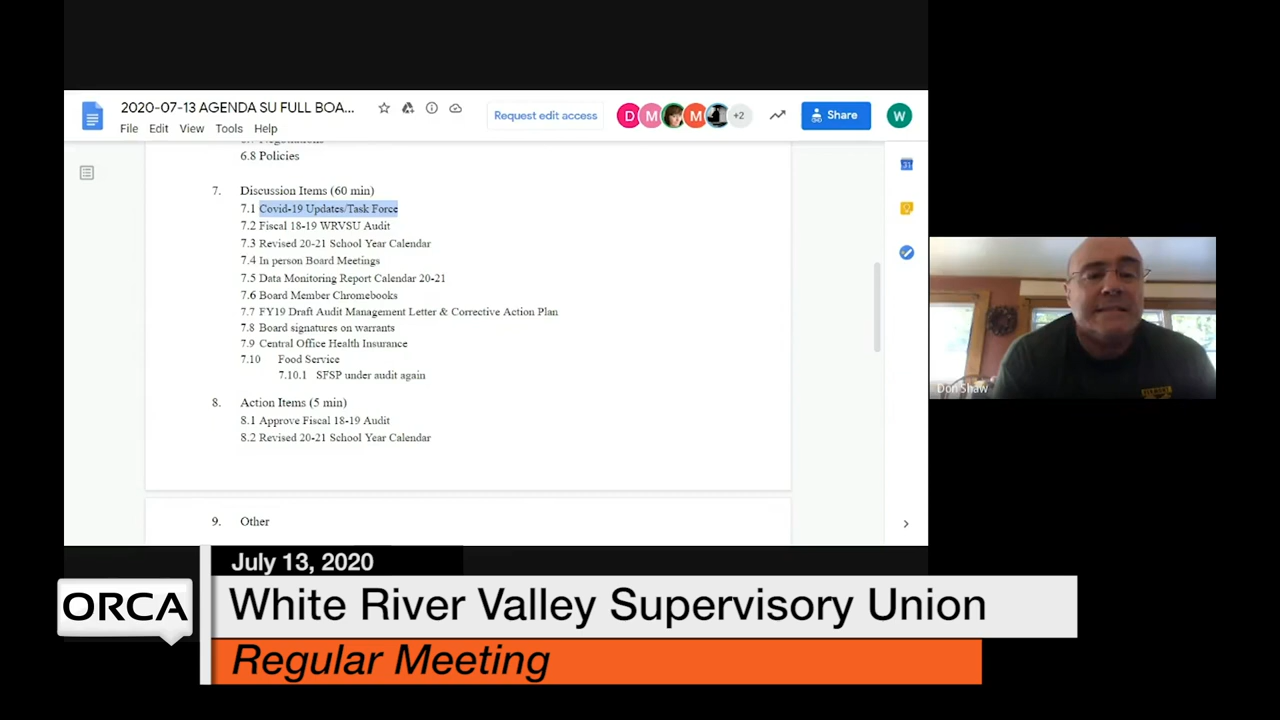 2020-07-13 AGENDA SU FULL BOA...
File Edit View Tools Help
Request edit access
D M M +2
Share
W
6.8 Policies
7. Discussion Items (60 min)
7.1 Covid-19 Updates/Task Force
7.2 Fiscal 18-19 WRVSU Audit
7.3 Revised 20-21 School Year Calendar
7.4 In person Board Meetings
7.5 Data Monitoring Report Calendar 20-21
7.6 Board Member Chromebooks
7.7 FY19 Draft Audit Management Letter & Corrective Action Plan
7.8 Board signatures on warrants
7.9 Central Office Health Insurance
7.10 Food Service
7.10.1 SFSP under audit again
8. Action Items (5 min)
8.1 Approve Fiscal 18-19 Audit
8.2 Revised 20-21 School Year Calendar
9. Other
31
Don Shaw
July 13, 2020
ORCA
White River Valley Supervisory Union
Regular Meeting